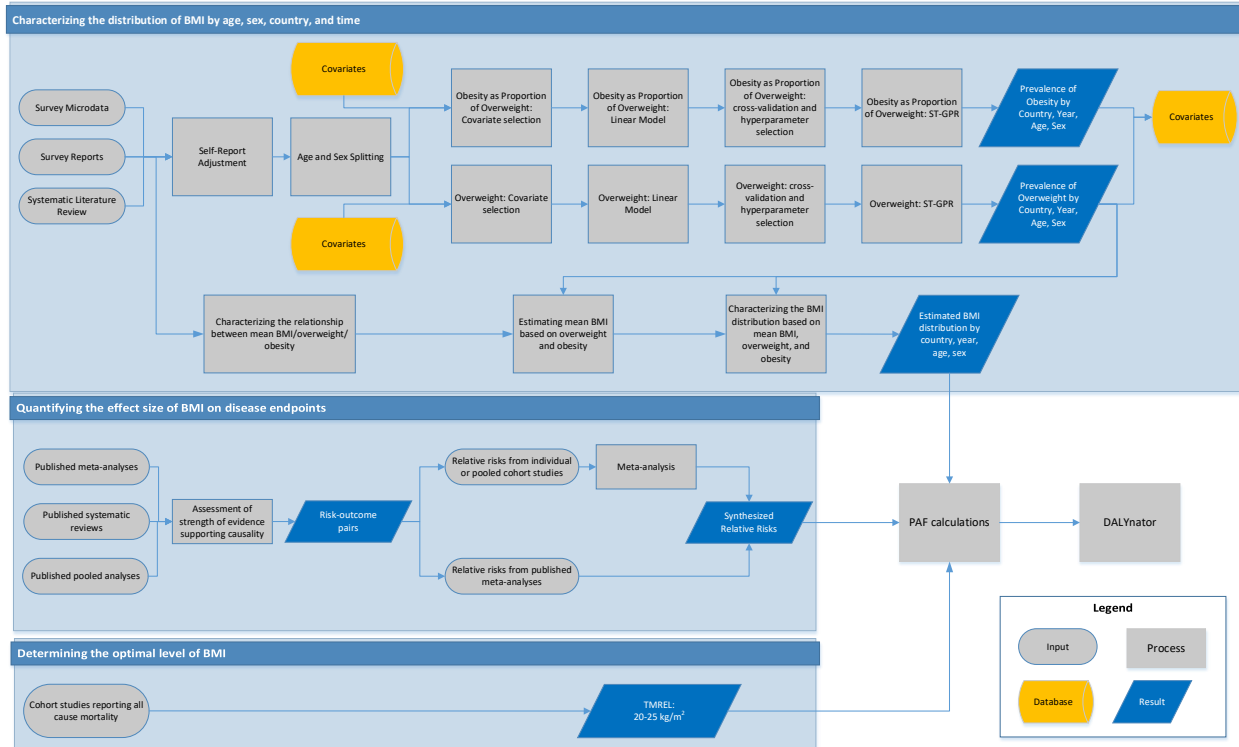 Characterizing the distribution of BMI by age, sex, country, and time
Survey Microdata
Survey Reports
Systematic Literature
Review
Self-Report
Adjustment
Age and Sex Splitting
Covariates
Covariates
Obesity as Proportion
of Overweight:
Covariate selection
Obesity as Proportion
of Overweight:
Linear Model
Obesity as Proportion
of Overweight:
cross-validation and
hyperparameter
selection
Obesity as Proportion
of Overweight: ST-GPR
Prevalence of
Obesity by
Country, Year,
Age, Sex
Covariates
Overweight: Covariate
selection
Overweight: Linear
Model
Overweight: cross-
validation and
hyperparameter
selection
Overweight: ST-GPR
Prevalence of
Overweight by
Country, Year,
Age, Sex
Characterizing the relationship
between mean BMI/overweight/
obesity
Estimating mean BMI
based on overweight
and obesity
Characterizing the BMI
distribution based on
mean BMI,
overweight, and
obesity
Estimated BMI
distribution by
country, year,
age, sex
Quantifying the effect size of BMI on disease endpoints
Published meta-analyses
Published systematic
reviews
Published pooled analyses
Assessment of
strength of evidence
supporting causality
Risk-outcome
pairs
Relative risks from individual
or pooled cohort studies
Meta-analysis
Relative risks from published
meta-analyses
Synthesized
Relative Risks
PAF calculations
DALYnator
Determining the optimal level of BMI
Cohort studies reporting all
cause mortality
TMREL:
20-25 kg/m²
Legend
Input
Process
Database
Result